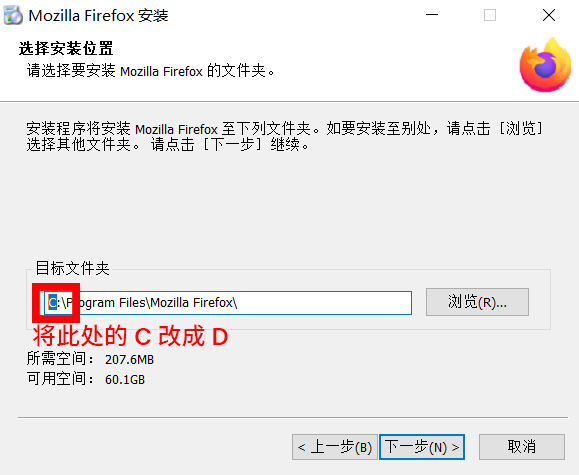 Mozilla Firefox 安装
选择安装位置
请选择要安装 Mozilla Firefox 的文件夹。
安装程序将安装 Mozilla Firefox 至下列文件夹。如要安装至别处，请点击［浏览］
选择其他文件夹。 请点击［下一步］继续。
目标文件夹
C:\Program Files\Mozilla Firefox\
浏览(R)...
将此处的 C 改成 D
所需空间： 207.6MB
可用空间： 60.1GB
< 上一步(B) 下一步(N) > 取消